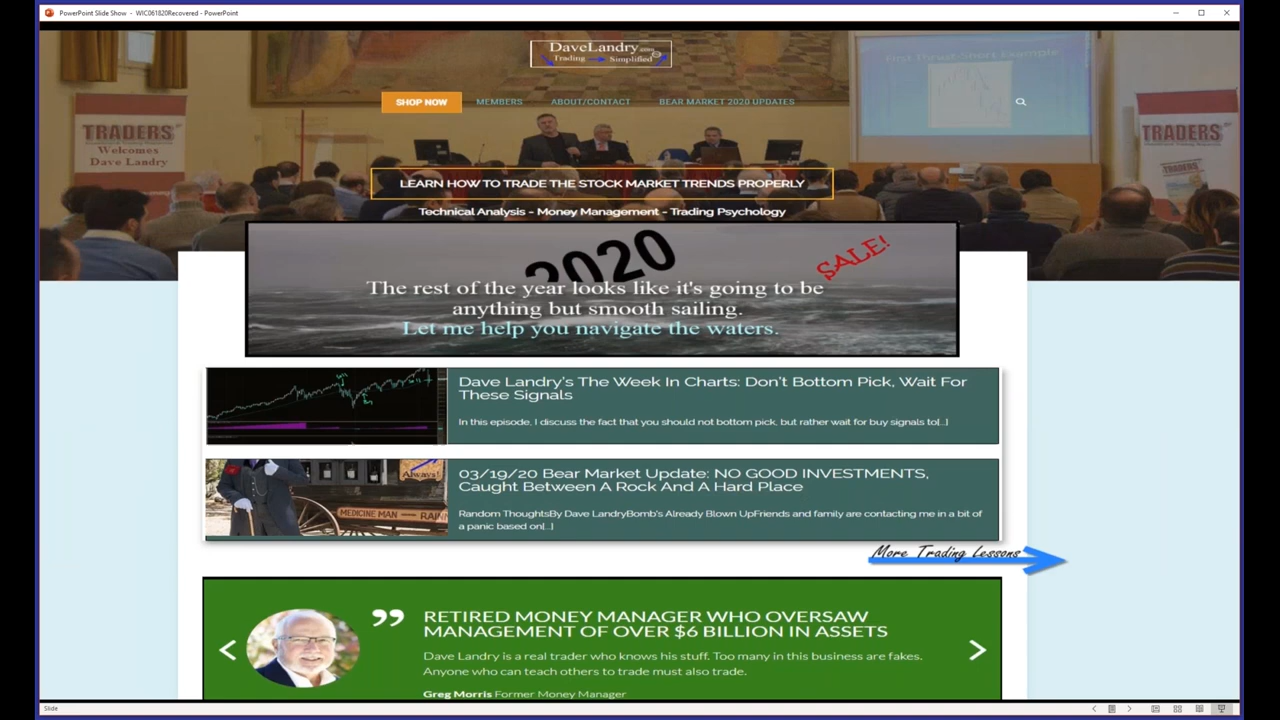 PowerPoint Slide Show - WIC061820Recovered - PowerPoint
DaveLandry.com
Trading Simplified
First Thrust-Short-Example
SHOP NOW
MEMBERS
ABOUT/CONTACT
BEAR MARKET 2020 UPDATES
TRADERS'
Welcomes
Dave Landry
TRADERS'
TRADERS'
LEARN HOW TO TRADE THE STOCK MARKET TRENDS PROPERLY
Technical Analysis - Money Management - Trading Psychology
2020
SALE!
The rest of the year looks like it's going to be
anything but smooth sailing.
Let me help you navigate the waters.
Dave Landry's The Week In Charts: Don't Bottom Pick, Wait For
These Signals
In this episode, I discuss the fact that you should not bottom pick, but rather wait for buy signals to[...]
Always!
MEDICINE MAN
RAIN
03/19/20 Bear Market Update: NO GOOD INVESTMENTS,
Caught Between A Rock And A Hard Place
Random ThoughtsBy Dave LandryBomb's Already Blown UpFriends and family are contacting me in a bit of
a panic based on[...]
More Trading Lessons
RETIRED MONEY MANAGER WHO OVERSAW
MANAGEMENT OF OVER $6 BILLION IN ASSETS
Dave Landry is a real trader who knows his stuff. Too many in this business are fakes.
Anyone who can teach others to trade must also trade.
Greg Morris Former Money Manager
Slide